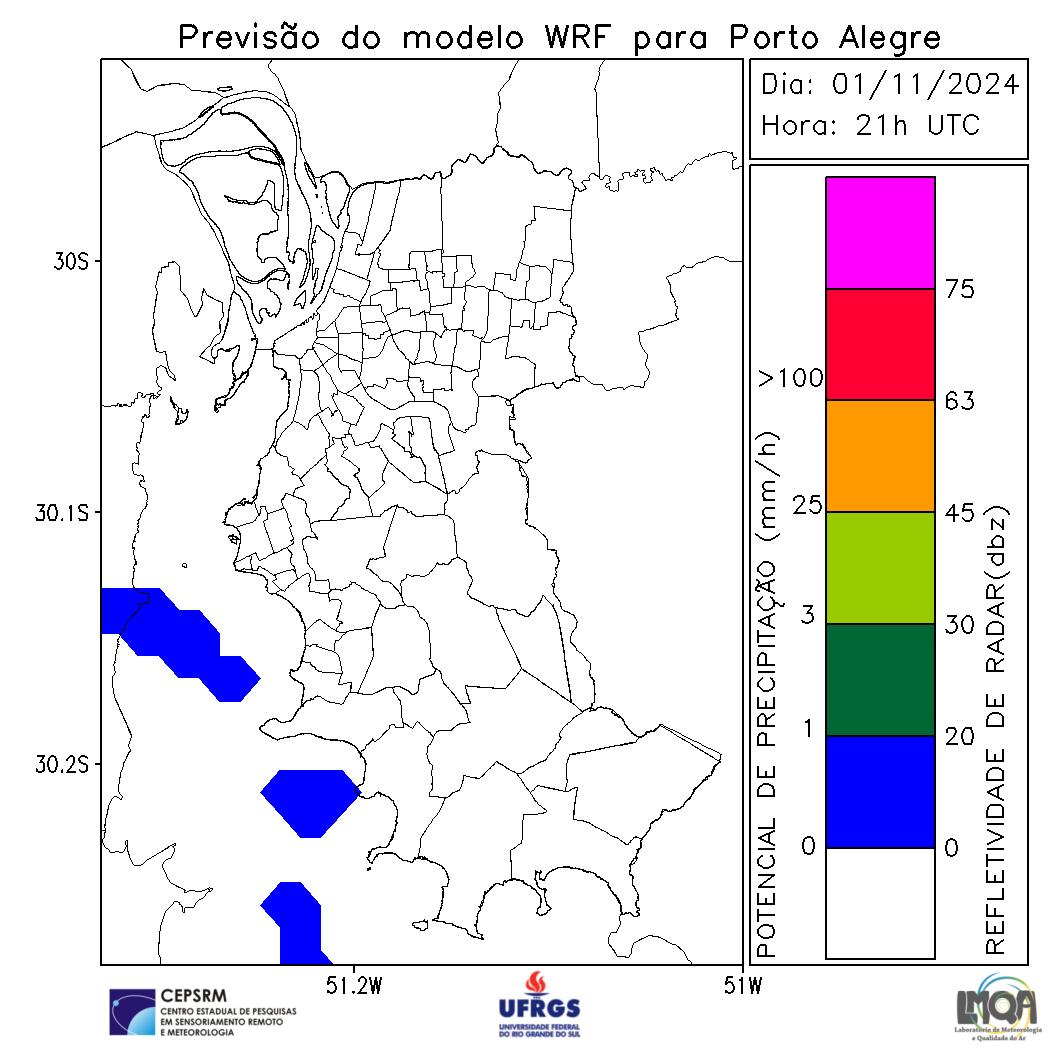 Previsão do modelo WRF para Porto Alegre
Dia: 01/11/2024
Hora: 21h UTC
30S
30.1S
30.2S
51.2W
51W
POTENCIAL DE PRECIPITAÇÃO (mm/h)
>100
25
3
1
0
75
63
45
30
20
0
REFLETIVIDADE DE RADAR(dbz)
CEPSRM
CENTRO ESTADUAL DE PESQUISAS
EM SENSORIAMENTO REMOTO
E METEOROLOGIA
UFRGS
UNIVERSIDADE FEDERAL
DO RIO GRANDE DO SUL
LMQA
Laboratório de Meteorologia
e Qualidade do Ar